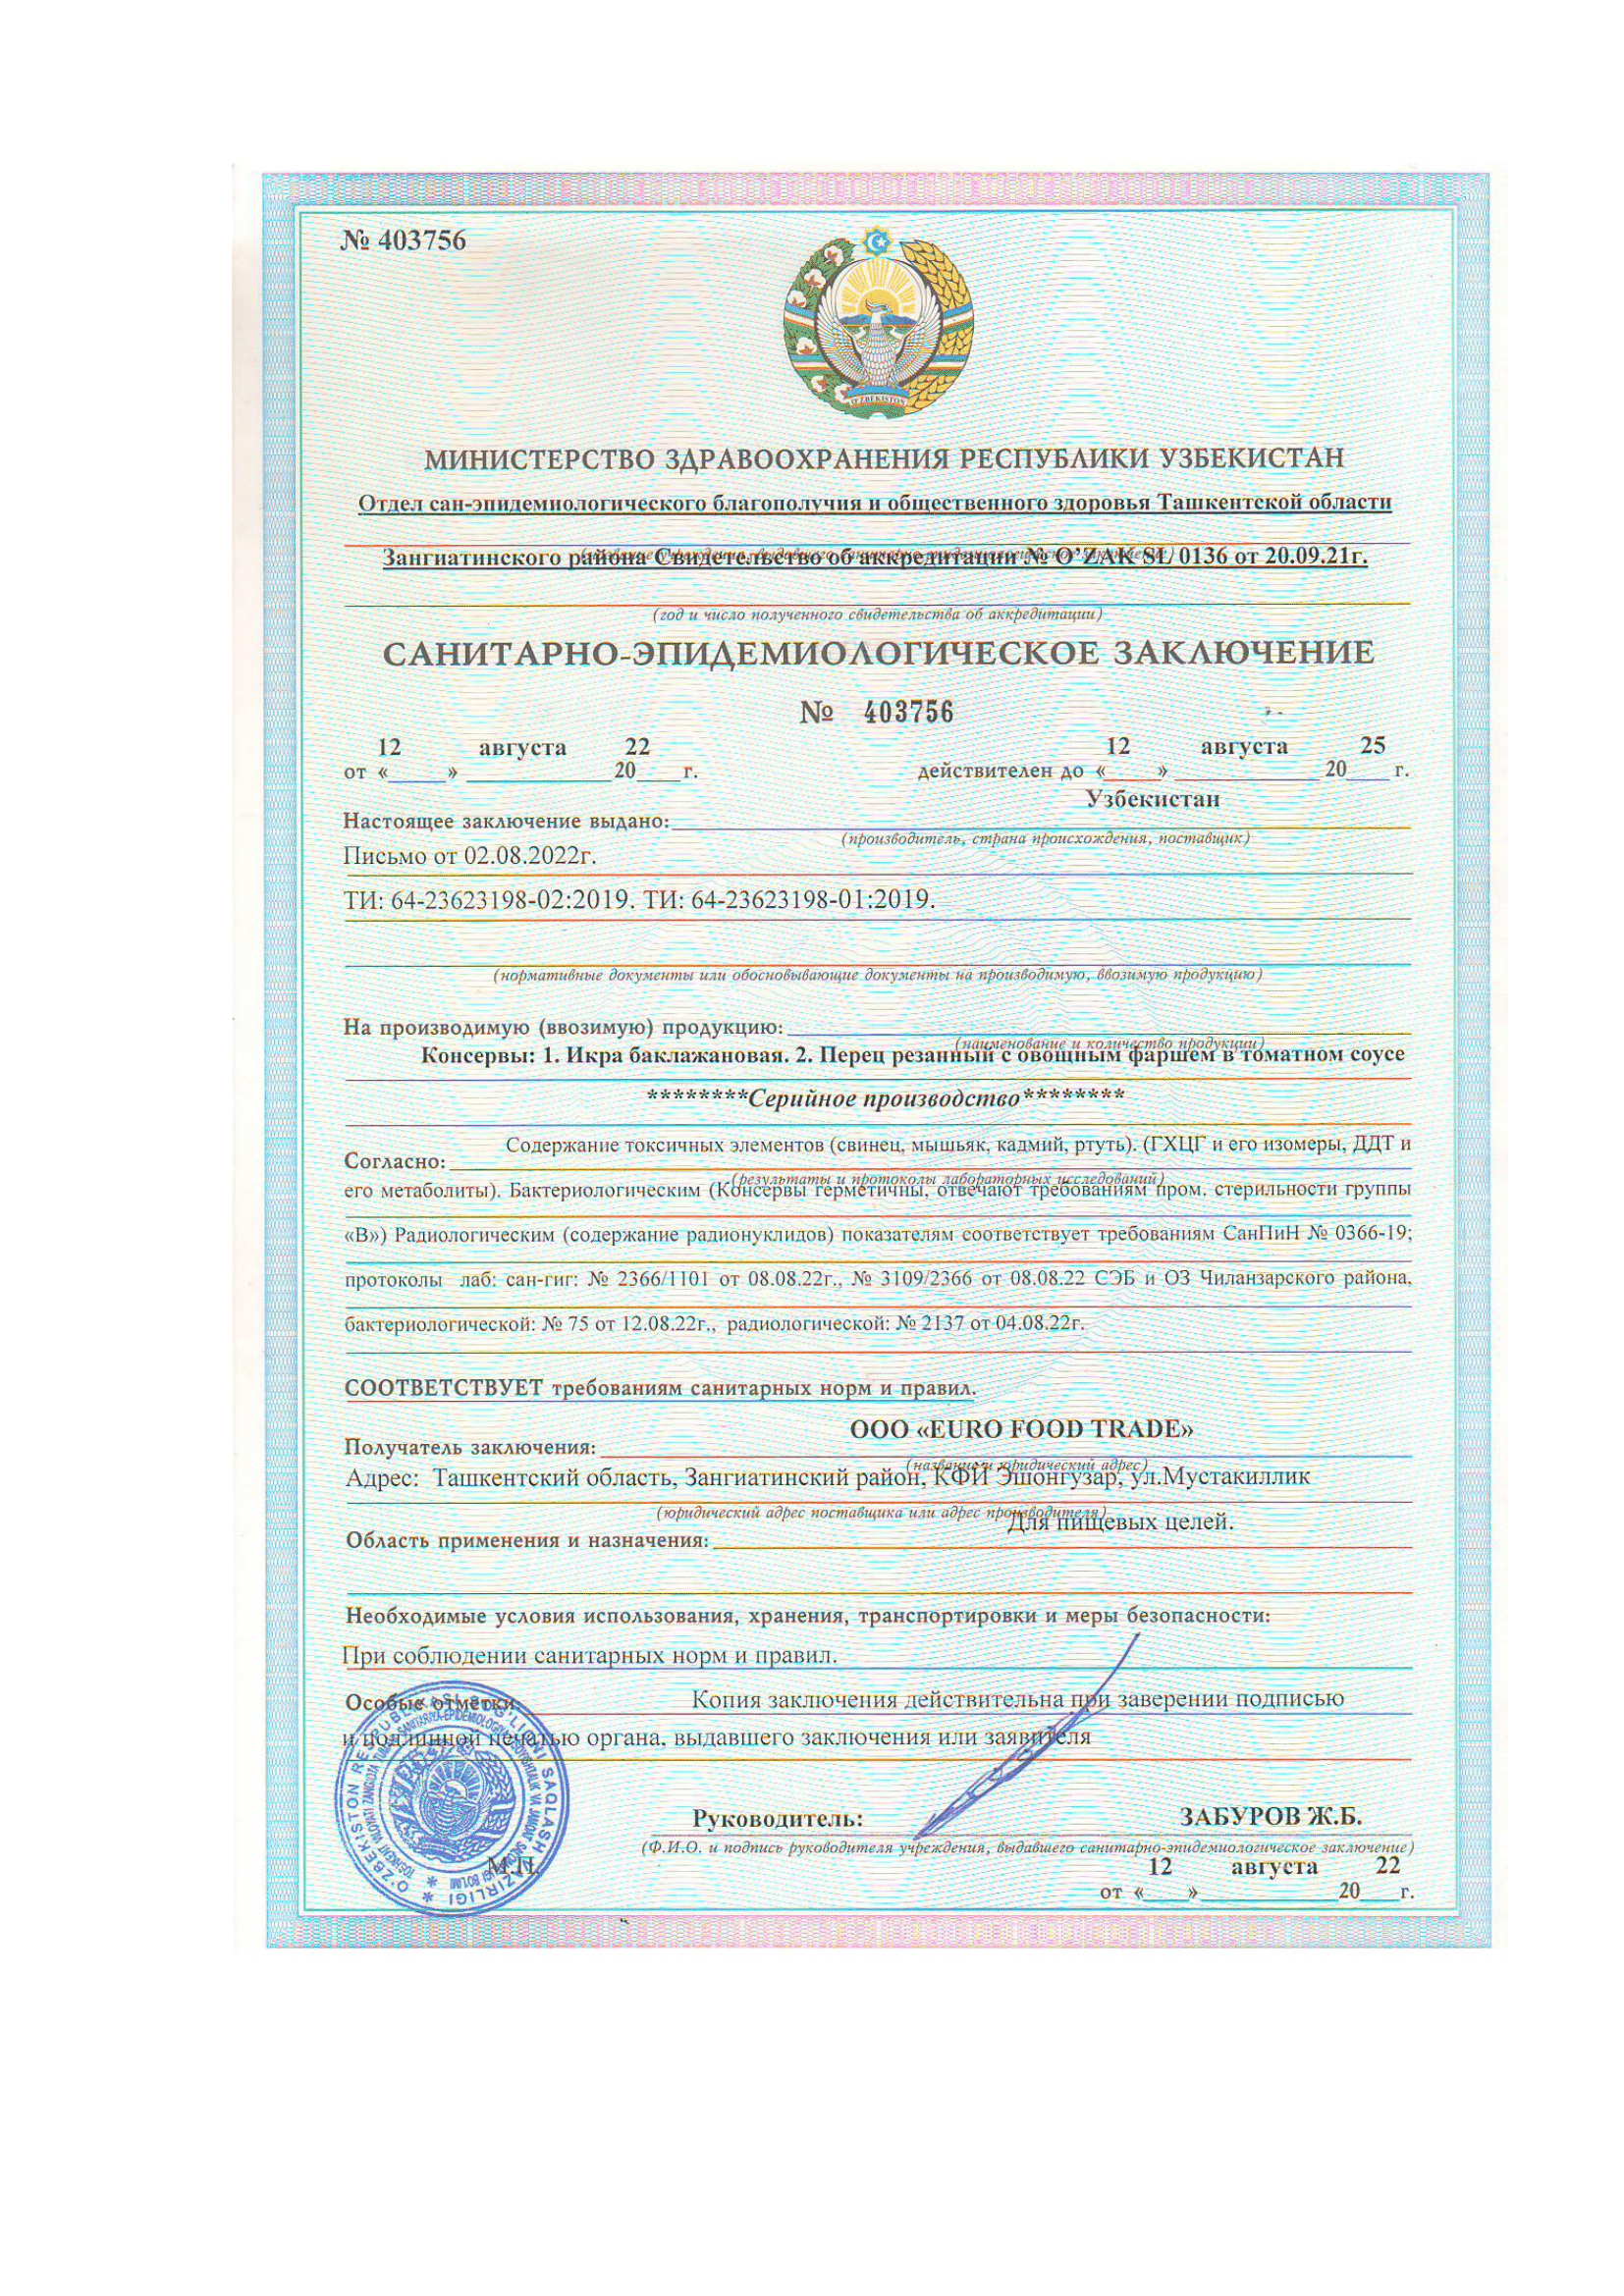 № 403756
O'ZBEKISTON
МИНИСТЕРСТВО ЗДРАВООХРАНЕНИЯ РЕСПУБЛИКИ УЗБЕКИСТАН
Отдел сан-эпидемиологического благополучия и общественного здоровья Ташкентской области
Зангиатинского района Свидетельство об аккредитации № O’ZAK SL 0136 от 20.09.21г.
(год и число полученного свидетельства об аккредитации)
САНИТАРНО-ЭПИДЕМИОЛОГИЧЕСКОЕ ЗАКЛЮЧЕНИЕ
№ 403756
12 августа 22 12 августа 25
от «____» ____________ 20___ г. действителен до «____» ____________ 20___ г.
Узбекистан
Настоящее заключение выдано:
(производитель, страна происхождения, поставщик)
Письмо от 02.08.2022г.
ТИ: 64-23623198-02:2019. ТИ: 64-23623198-01:2019.
(нормативные документы или обосновывающие документы на производимую, ввозимую продукцию)
На производимую (ввозимую) продукцию:
(наименование и количество продукции)
Консервы: 1. Икра баклажановая. 2. Перец резанный с овощным фаршем в томатном соусе
********Серийное производство********
Содержание токсичных элементов (свинец, мышьяк, кадмий, ртуть). (ГХЦГ и его изомеры, ДДТ и
Согласно:
(результаты и протоколы лабораторных исследований)
его метаболиты). Бактериологическим (Консервы герметичны, отвечают требованиям пром. стерильности группы
«В») Радиологическим (содержание радионуклидов) показателям соответствует требованиям СанПиН № 0366-19;
протоколы лаб: сан-гиг: № 2366/1101 от 08.08.22г., № 3109/2366 от 08.08.22 СЭБ и ОЗ Чиланзарского района,
бактериологической: № 75 от 12.08.22г., радиологической: № 2137 от 04.08.22г.
СООТВЕТСТВУЕТ требованиям санитарных норм и правил.
ООО «EURO FOOD TRADE»
Получатель заключения:
(название и юридический адрес)
Адрес: Ташкентский область, Зангиатинский район, КФЙ Эшонгузар, ул.Мустакиллик
(юридический адрес поставщика или адрес производителя)
Для пищевых целей.
Область применения и назначения:
Необходимые условия использования, хранения, транспортировки и меры безопасности:
При соблюдении санитарных норм и правил.
Особые отметки: Копия заключения действительна при заверении подписью
и подлинной печатью органа, выдавшего заключения или заявителя
Руководитель: ЗАБУРОВ Ж.Б.
(Ф.И.О. и подпись руководителя учреждения, выдавшего санитарно-эпидемиологическое заключение)
М.П.
12 августа 22
от «____» ____________ 20___ г.
O'ZBEKISTON RESPUBLIKASI SOG'LIQNI SAQLASH VAZIRLIGI